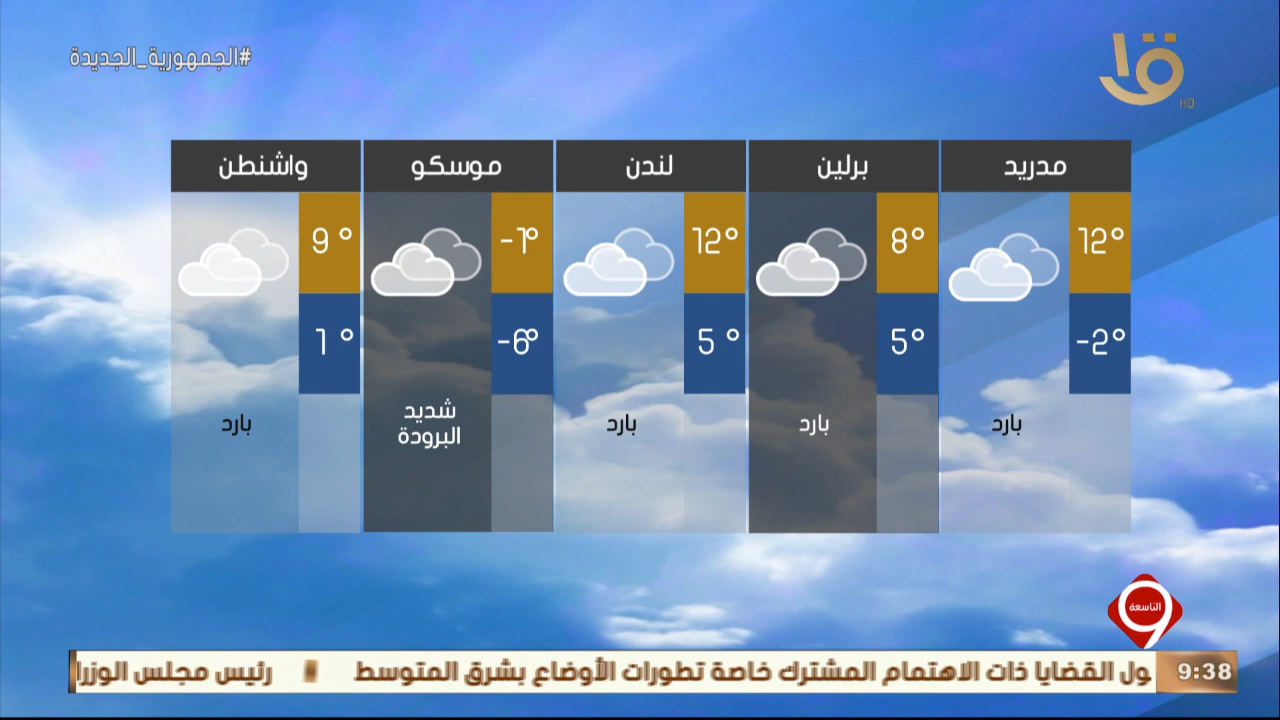 #الجمهورية_الجديدة
HD
مدريد
12°
-2°
بارد
برلين
8°
5°
بارد
لندن
12°
5°
بارد
موسكو
-1°
-6°
شديد
البرودة
واشنطن
9°
1°
بارد
التاسعة
9
9:38
ول القضايا ذات الاهتمام المشترك خاصة تطورات الأوضاع بشرق المتوسط
رئيس مجلس الوزرا